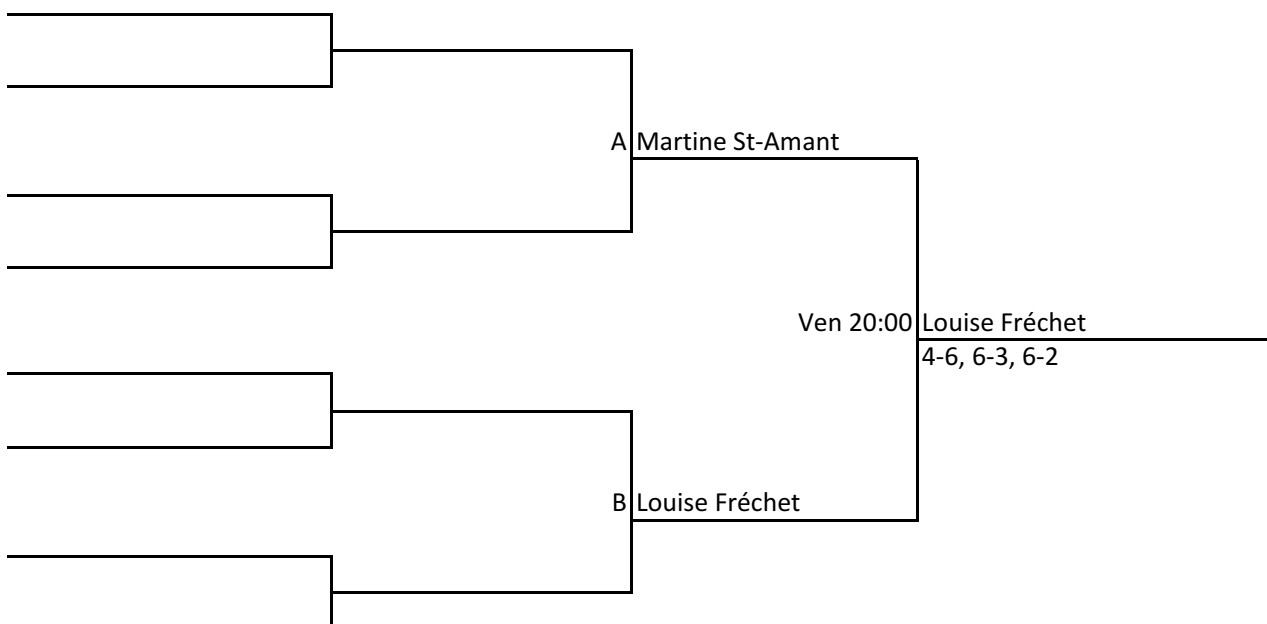 A Martine St-Amant
Ven 20:00 Louise Fréchet
4-6, 6-3, 6-2
B Louise Fréchet